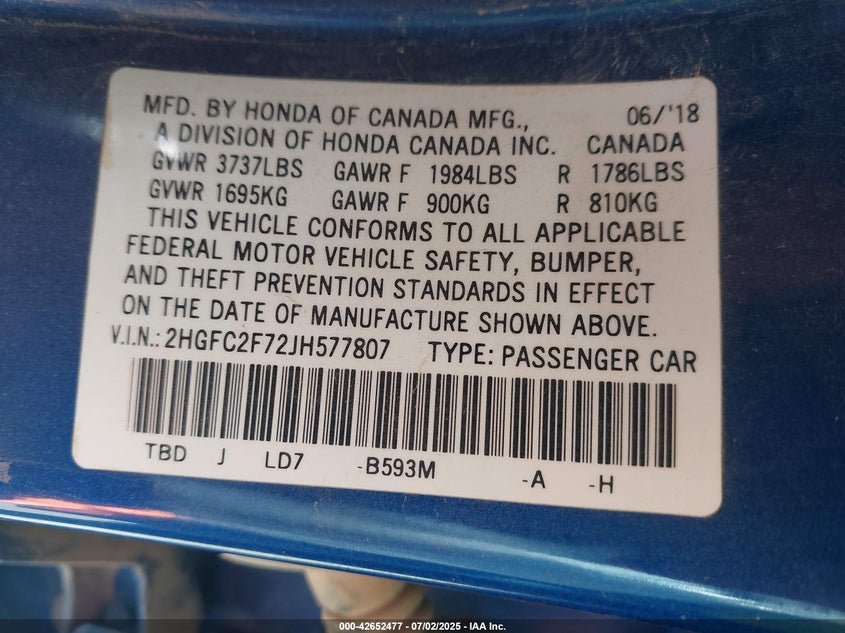 MFD. BY HONDA OF CANADA MFG., 06/'18
A DIVISION OF HONDA CANADA INC. CANADA
GVWR 3737LBS GAWR F 1984LBS R 1786LBS
GVWR 1695KG GAWR F 900KG R 810KG
THIS VEHICLE CONFORMS TO ALL APPLICABLE
FEDERAL MOTOR VEHICLE SAFETY, BUMPER,
AND THEFT PREVENTION STANDARDS IN EFFECT
ON THE DATE OF MANUFACTURE SHOWN ABOVE.
V.I.N.: 2HGFC2F72JH577807 TYPE: PASSENGER CAR
TBD J LD7 -B593M -A -H
000-42652477 - 07/02/2025 - IAA Inc.